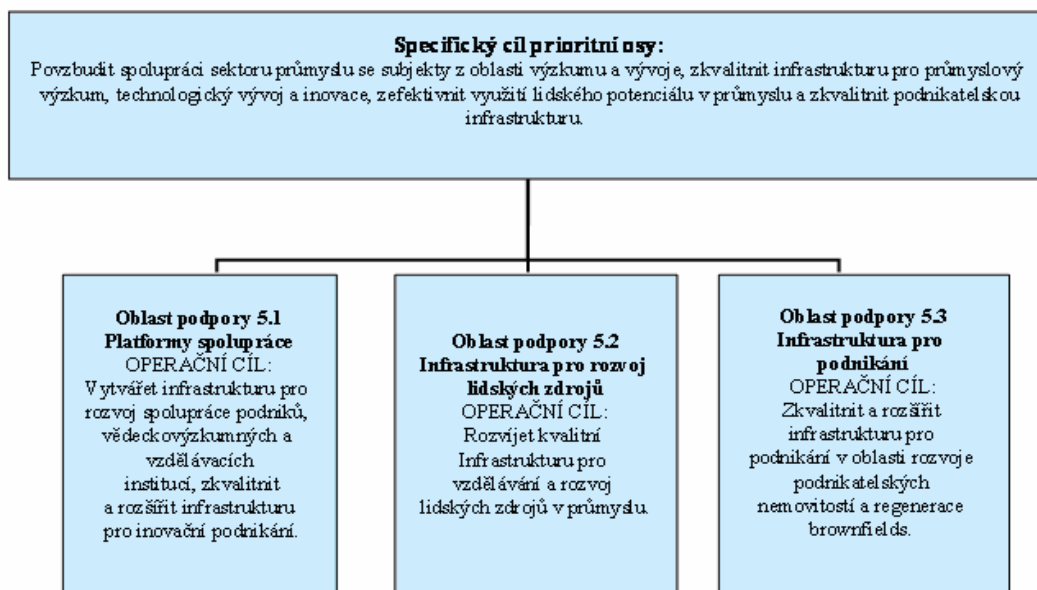 Specifický cíl prioritní osy:
Povzbudit spolupráci sektoru průmyslu se subjekty z oblasti výzkumu a vývoje, zkvalitnit infrastrukturu pro průmyslový
výzkum, technologický vývoj a inovace, zefektivnit využití lidského potenciálu v průmyslu a zkvalitnit podnikatelskou
infrastrukturu.
Oblast podpory 5.1
Platformy spolupráce
OPERAČNÍ CÍL:
Vytvářet infrastrukturu pro
rozvoj spolupráce podniků,
vědeckovýzkumných a
vzdělávacích
institucí, zkvalitnit
a rozšířit infrastrukturu
pro inovační podnikání.
Oblast podpory 5.2
Infrastruktura pro rozvoj
lidských zdrojů
OPERAČNÍ CÍL:
Rozvíjet kvalitní
Infrastrukturu pro
vzdělávání a rozvoj
lidských zdrojů v průmyslu.
Oblast podpory 5.3
Infrastruktura pro
podnikání
OPERAČNÍ CÍL:
Zkvalitnit a rozšířit
infrastrukturu pro
podnikání v oblasti rozvoje
podnikatelských
nemovitostí a regenerace
brownfields.